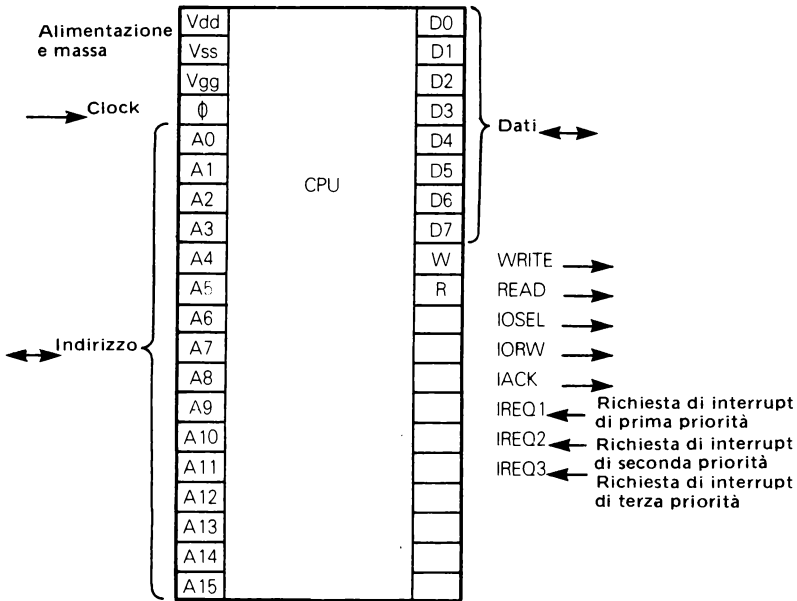 Alimentazione
e massa
Clock
Indirizzo
Vdd
Vss
Vgg
ϕ
A0
A1
A2
A3
A4
A5
A6
A7
A8
A9
A10
A11
A12
A13
A14
A15
CPU
D0
D1
D2
D3
D4
D5
D6
D7
W
R
Dati
WRITE
READ
IOSEL
IORW
IACK
IREQ1
Richiesta di interrupt
di prima priorità
IREQ2
Richiesta di interrupt
di seconda priorità
IREQ3
Richiesta di interrupt
di terza priorità